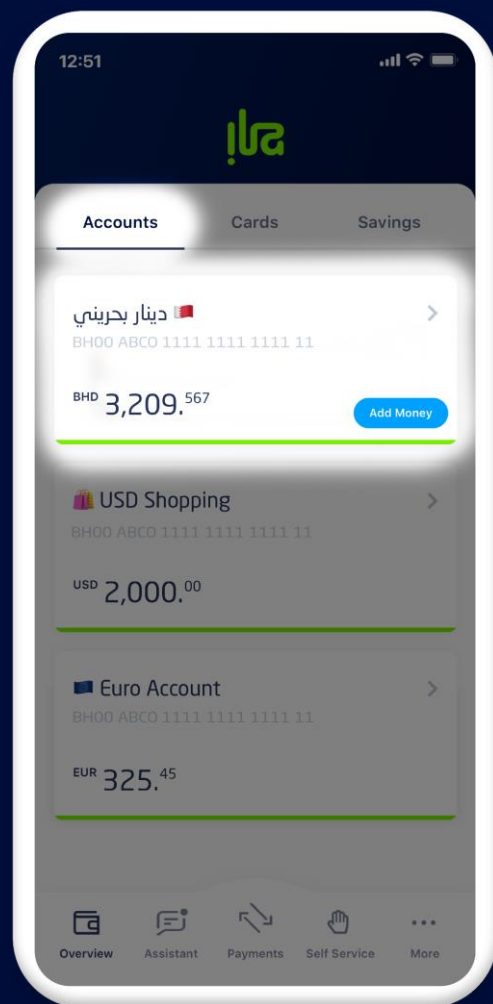 12:51
ila
Accounts Cards Savings
دينار بحريني 🇧🇭
BH00 ABCO 1111 1111 1111 11
BHD 3,209.567
Add Money
🛍️ USD Shopping
BH00 ABCO 1111 1111 1111 11
USD 2,000.00
🇪🇺 Euro Account
BH00 ABCO 1111 1111 1111 11
EUR 325.45
Overview Assistant Payments Self Service More